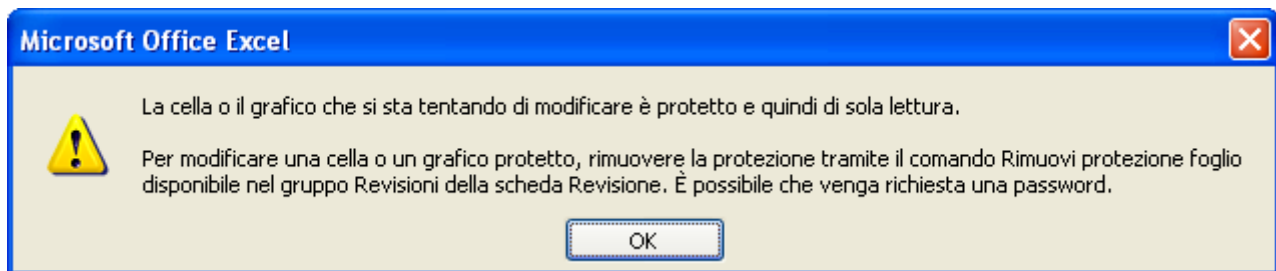 Microsoft Office Excel
La cella o il grafico che si sta tentando di modificare è protetto e quindi di sola lettura.
Per modificare una cella o un grafico protetto, rimuovere la protezione tramite il comando Rimuovi protezione foglio
disponibile nel gruppo Revisioni della scheda Revisione. È possibile che venga richiesta una password.
OK